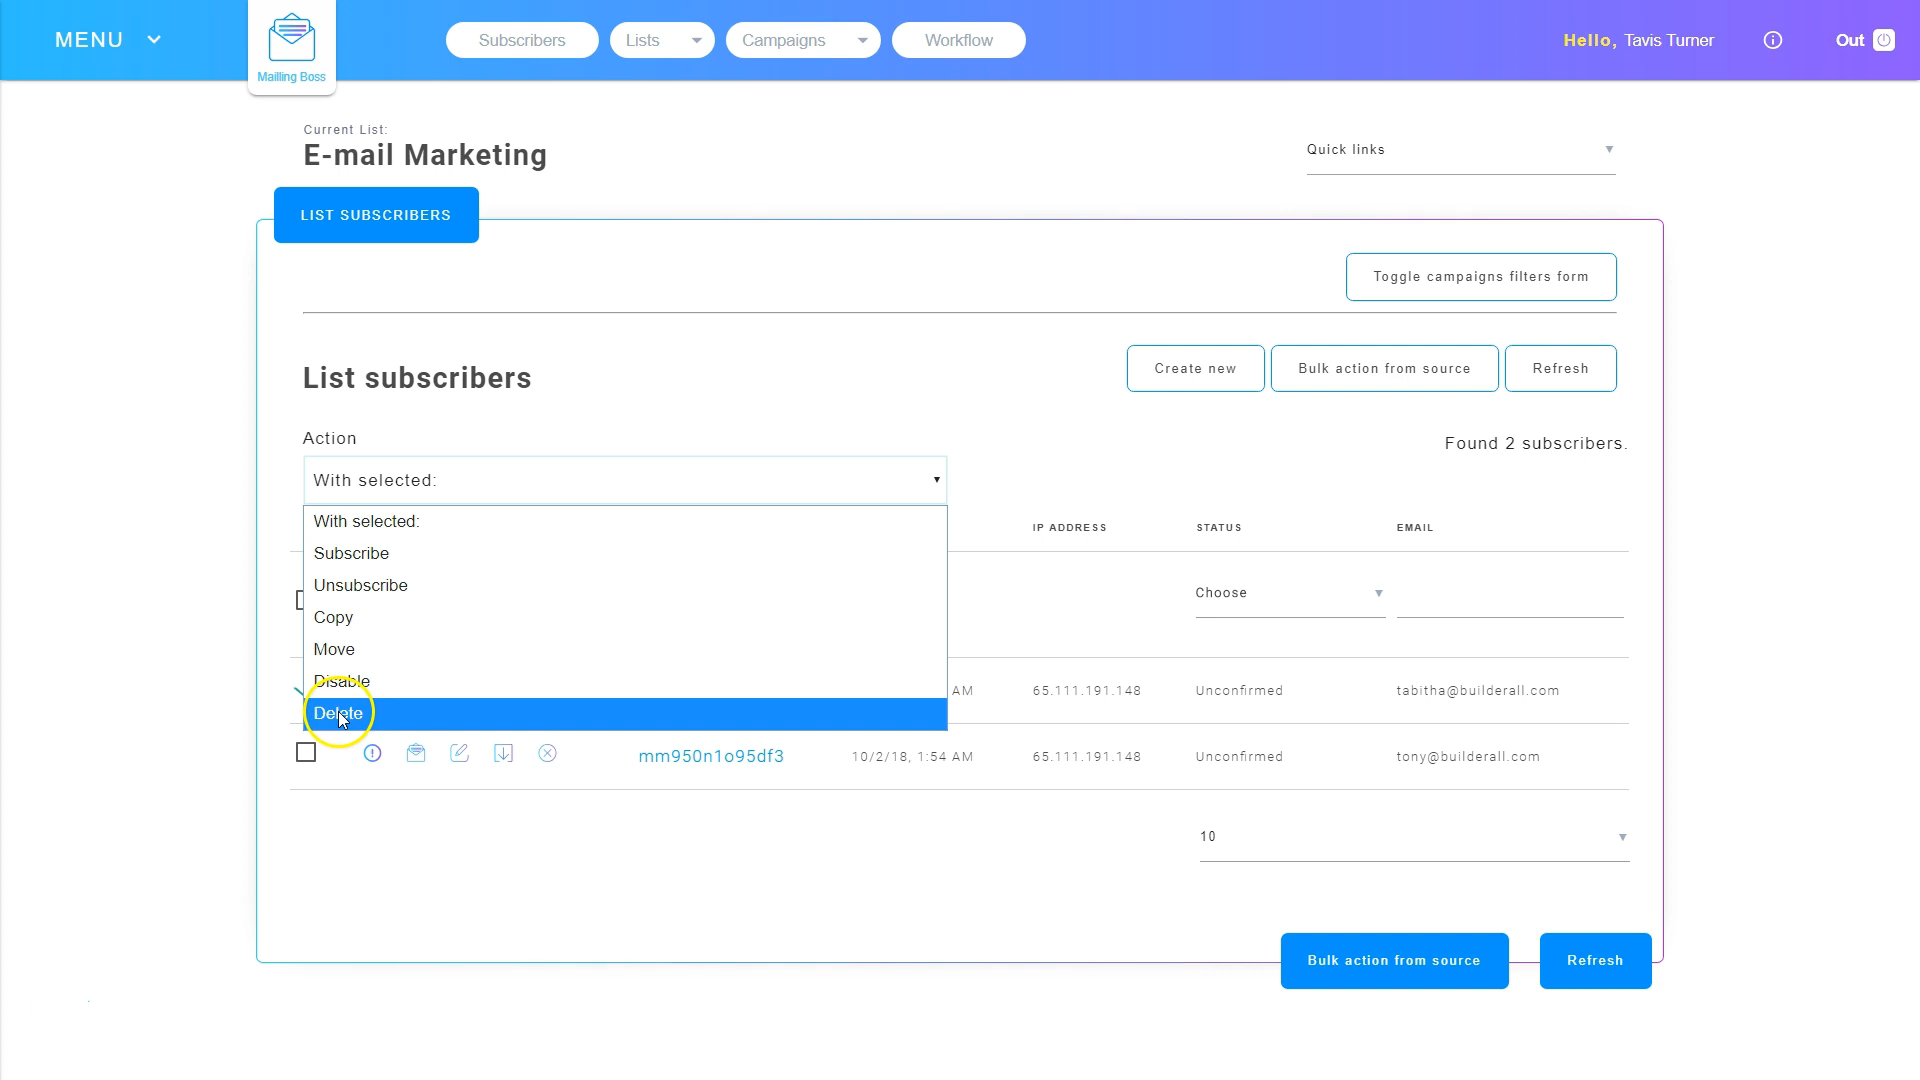 MENU
Mailling Boss
Subscribers
Lists
Campaigns
Workflow
Hello, Tavis Turner
Out
Current List:
E-mail Marketing
Quick links
LIST SUBSCRIBERS
Toggle campaigns filters form
List subscribers
Create new
Bulk action from source
Refresh
Action
Found 2 subscribers.
With selected:
With selected:
Subscribe
Unsubscribe
Copy
Move
Disable
Delete
IP ADDRESS STATUS EMAIL
Choose
AM 65.111.191.148 Unconfirmed tabitha@builderall.com
mm950n1o95df3 10/2/18, 1:54 AM 65.111.191.148 Unconfirmed tony@builderall.com
10
Bulk action from source
Refresh